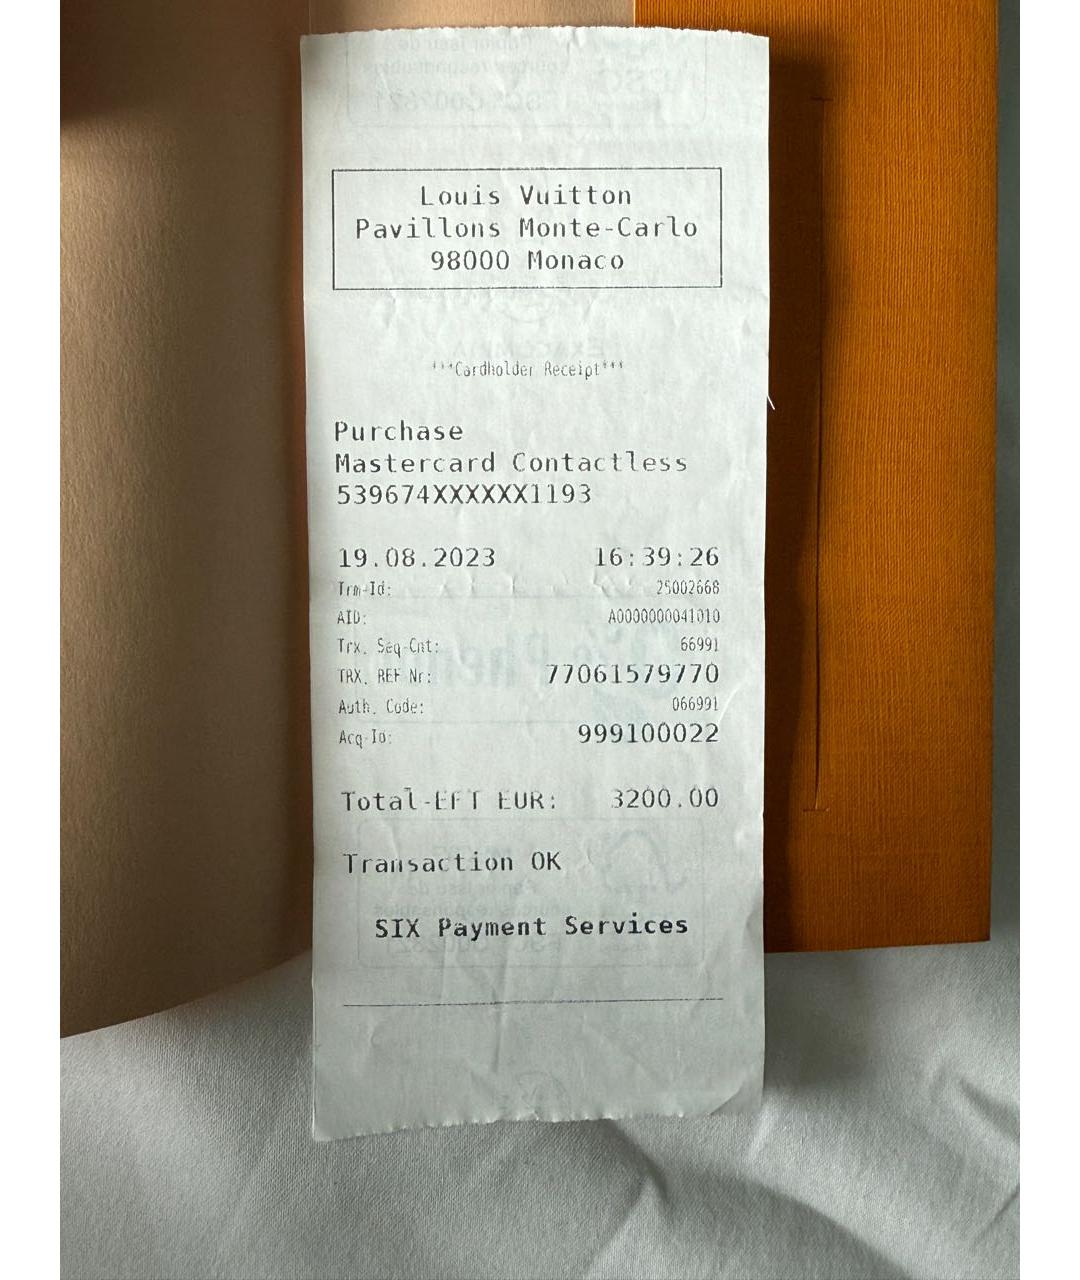 Louis Vuitton
Pavillons Monte-Carlo
98000 Monaco
***Cardholder Receipt***
Purchase
Mastercard Contactless
539674XXXXXX1193
19.08.2023 16:39:26
Trm-Id: 25002668
AID: A0000000041010
Trx. Seq-Cnt: 66991
TRX. REF Nr: 77061579770
Auth. Code: 066991
Acq-Id: 999100022
Total-EFT EUR: 3200.00
Transaction OK
SIX Payment Services